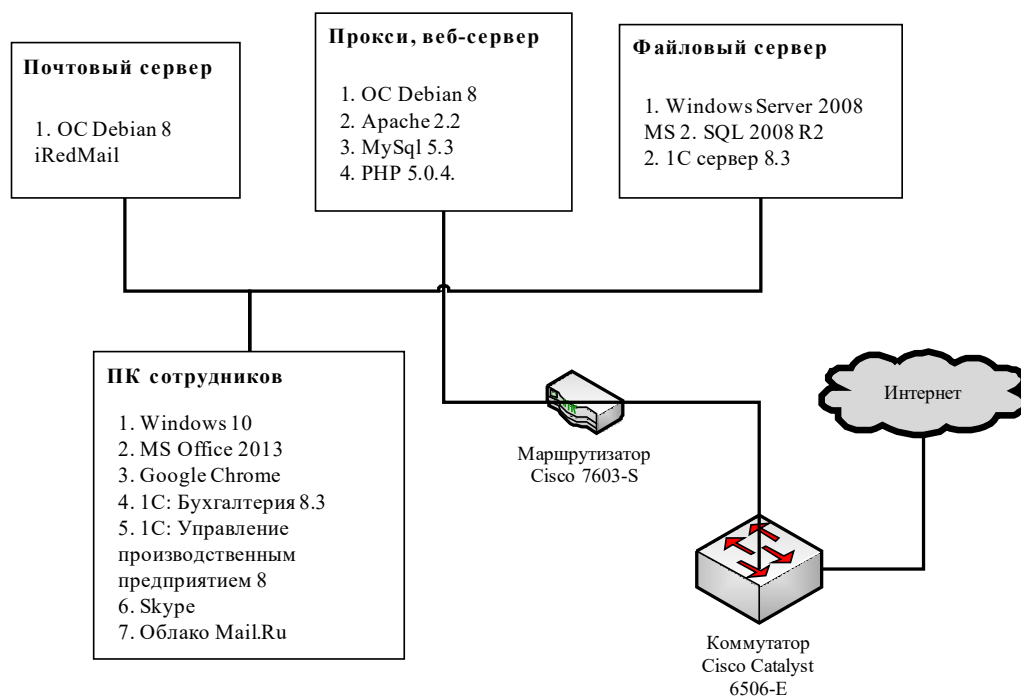 Почтовый сервер
1. ОС Debian 8
iRedMail
Прокси, веб-сервер
1. ОС Debian 8
2. Apache 2.2
3. MySql 5.3
4. PHP 5.0.4.
Файловый сервер
1. Windows Server 2008
MS 2. SQL 2008 R2
2. 1С сервер 8.3
ПК сотрудников
1. Windows 10
2. MS Office 2013
3. Google Chrome
4. 1С: Бухгалтерия 8.3
5. 1С: Управление
производственным
предприятием 8
6. Skype
7. Облако Mail.Ru
Маршрутизатор
Cisco 7603-S
Интернет
Коммутатор
Cisco Catalyst
6506-E